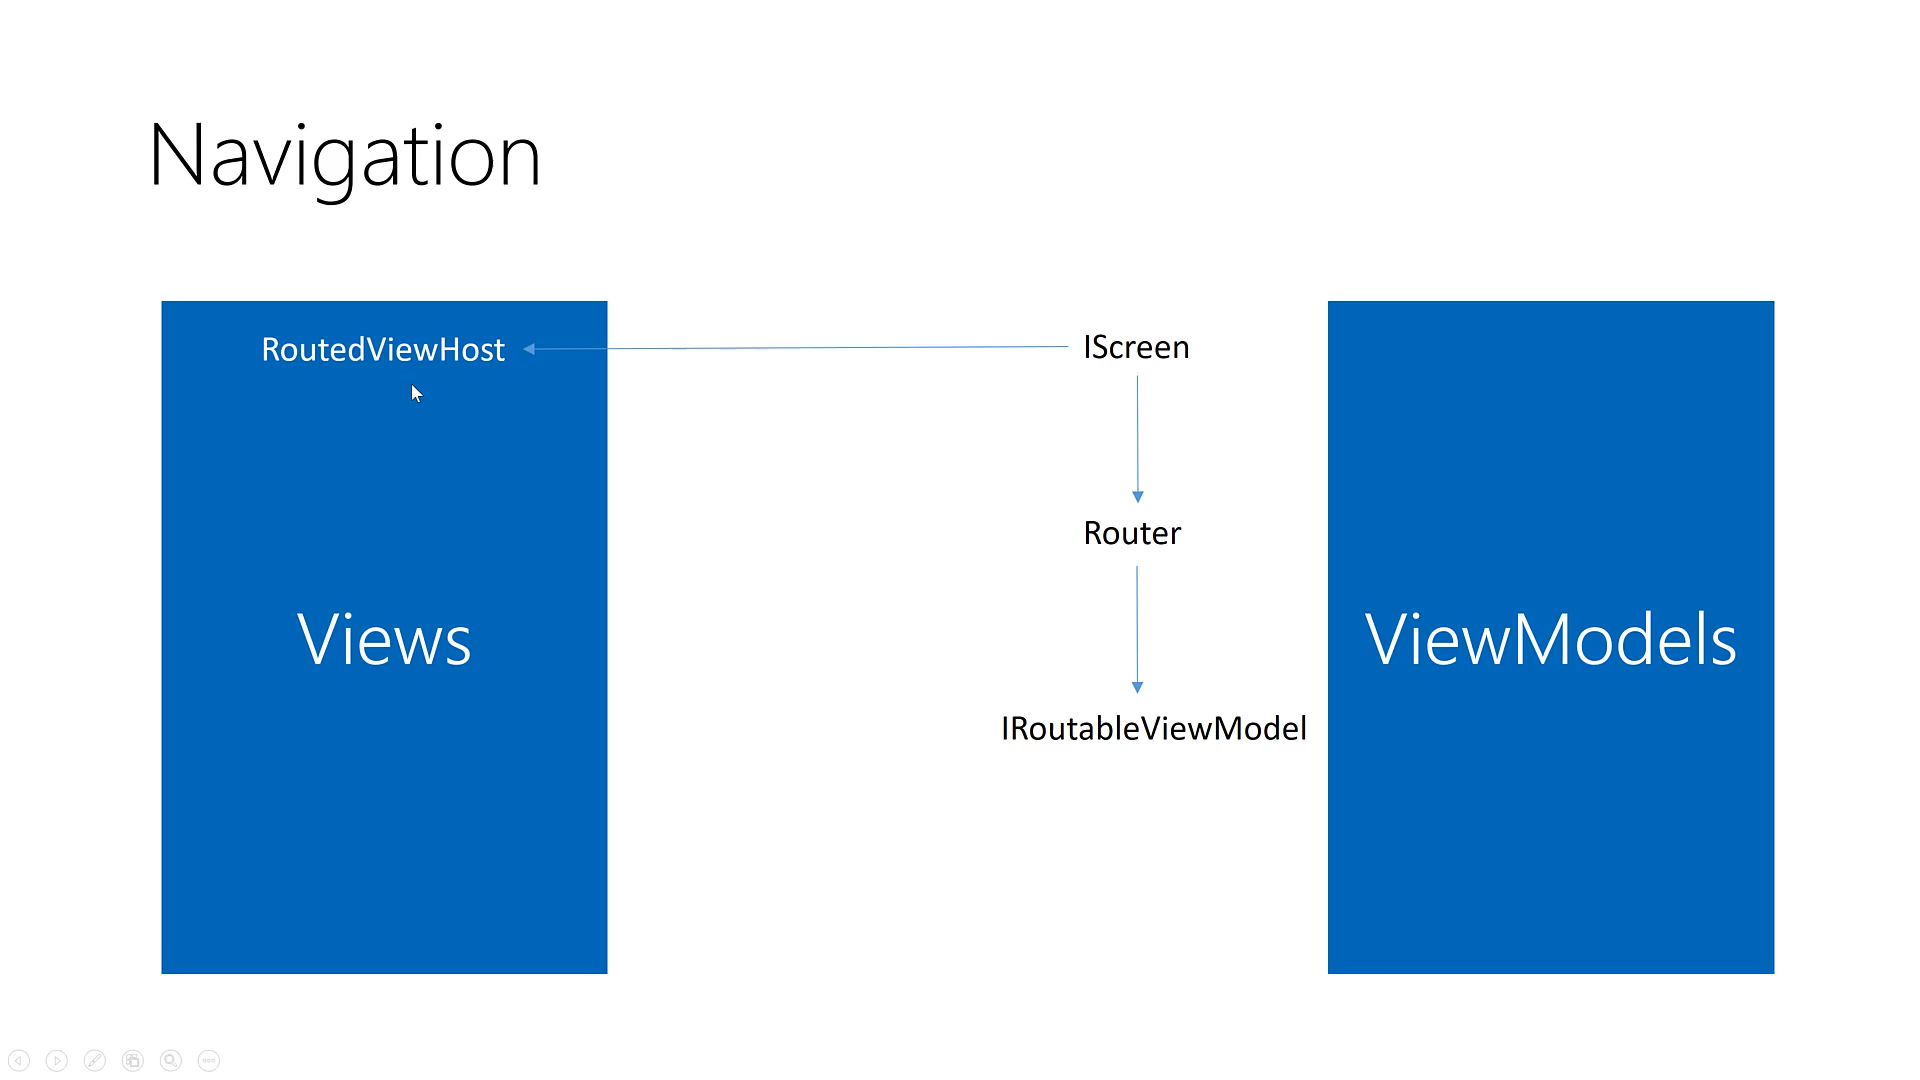 Navigation
RoutedViewHost
IScreen
Router
Views
ViewModels
IRoutableViewModel